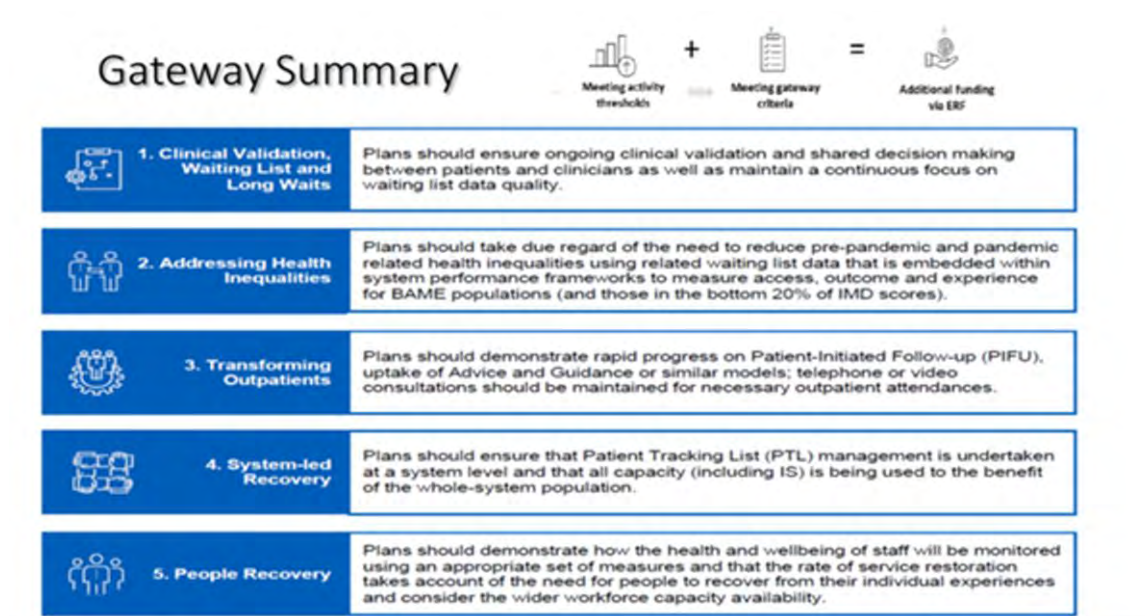 Gateway Summary
+
=
Meeting activity
thresholds
Meeting gateway
criteria
Additional funding
via ERF
1. Clinical Validation,
Waiting List and
Long Waits
Plans should ensure ongoing clinical validation and shared decision making
between patients and clinicians as well as maintain a continuous focus on
waiting list data quality.
2. Addressing Health
Inequalities
Plans should take due regard of the need to reduce pre-pandemic and pandemic
related health inequalities using related waiting list data that is embedded within
system performance frameworks to measure access, outcome and experience
for BAME populations (and those in the bottom 20% of IMD scores).
3. Transforming
Outpatients
Plans should demonstrate rapid progress on Patient-Initiated Follow-up (PIFU),
uptake of Advice and Guidance or similar models; telephone or video
consultations should be maintained for necessary outpatient attendances.
4. System-led
Recovery
Plans should ensure that Patient Tracking List (PTL) management is undertaken
at a system level and that all capacity (including IS) is being used to the benefit
of the whole-system population.
5. People Recovery
Plans should demonstrate how the health and wellbeing of staff will be monitored
using an appropriate set of measures and that the rate of service restoration
takes account of the need for people to recover from their individual experiences
and consider the wider workforce capacity availability.